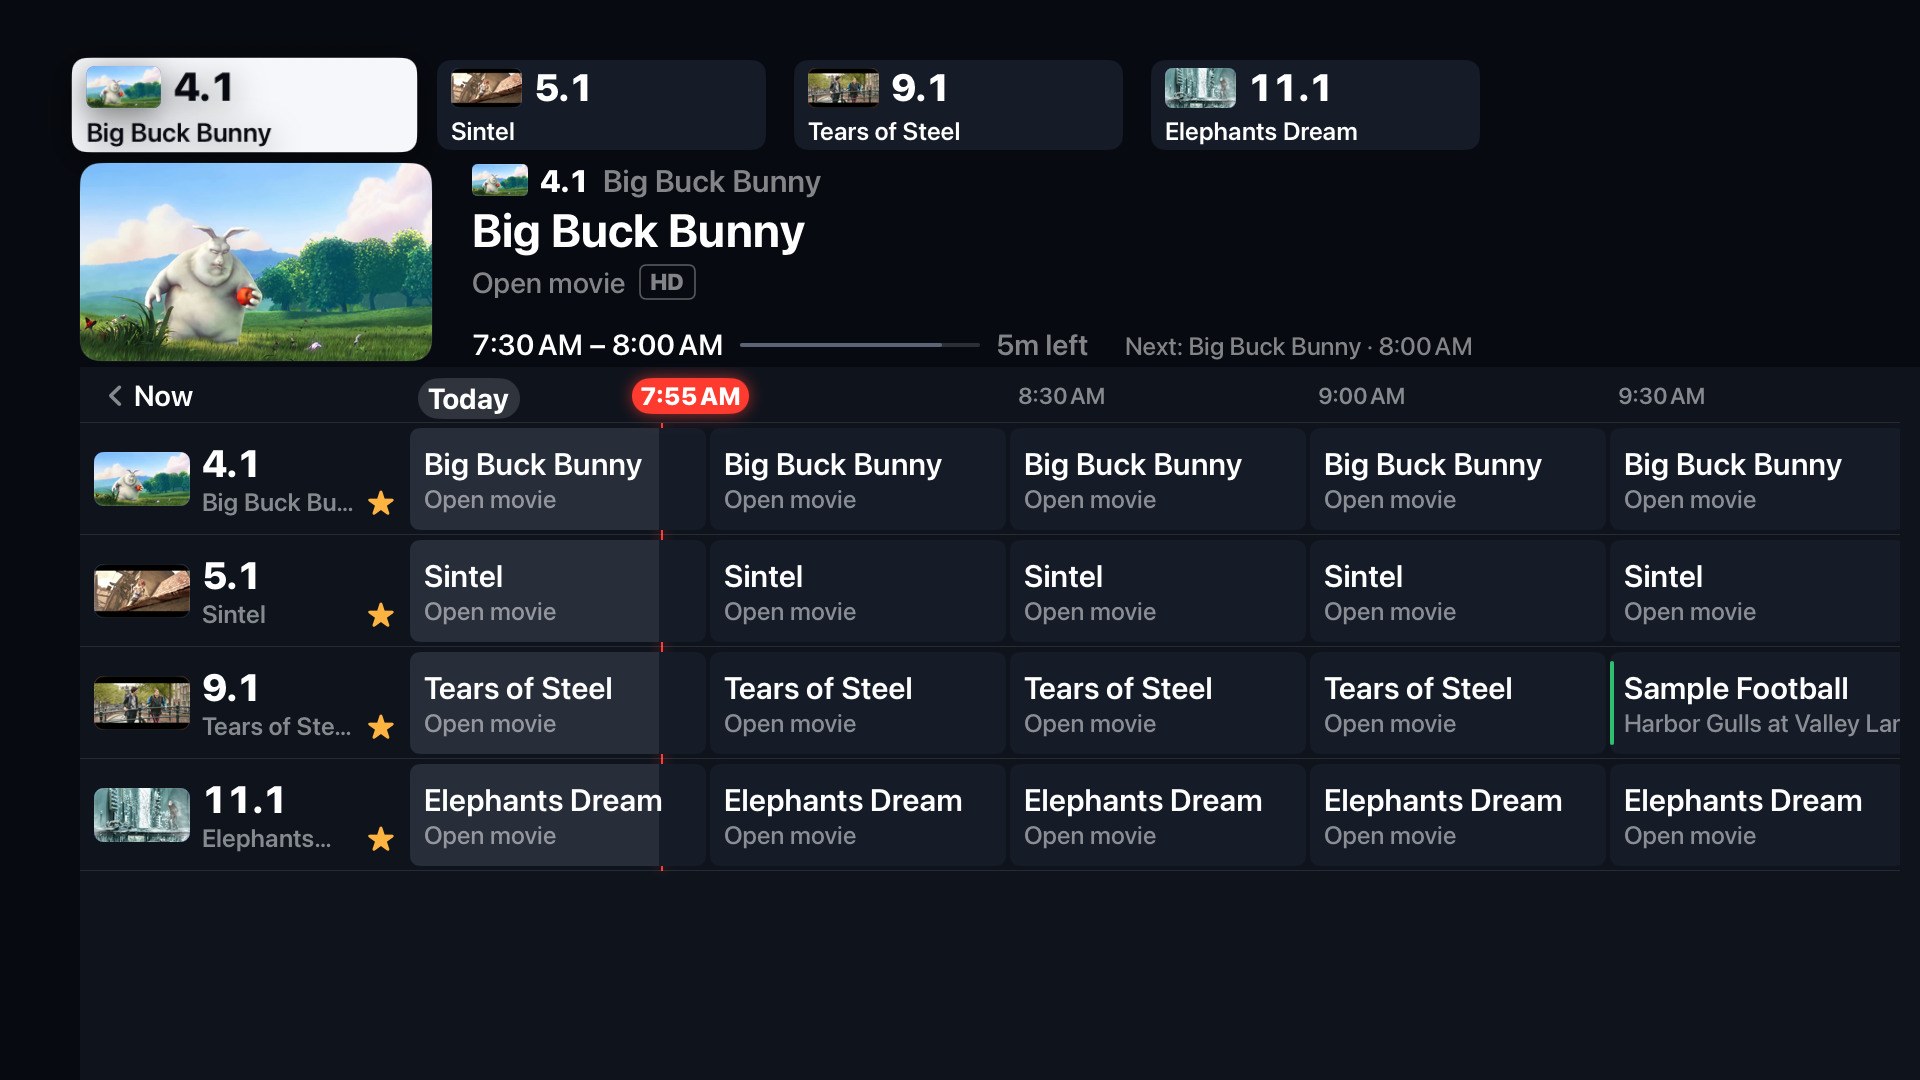 4.1
Big Buck Bunny
5.1
Sintel
9.1
Tears of Steel
11.1
Elephants Dream
4.1 Big Buck Bunny
Big Buck Bunny
Open movie HD
7:30 AM – 8:00 AM 5m left Next: Big Buck Bunny · 8:00 AM
Now Today 7:55 AM 8:30 AM 9:00 AM 9:30 AM
4.1
Big Buck Bu...
Big Buck Bunny
Open movie
Big Buck Bunny
Open movie
Big Buck Bunny
Open movie
Big Buck Bunny
Open movie
Big Buck Bunny
Open movie
5.1
Sintel
Sintel
Open movie
Sintel
Open movie
Sintel
Open movie
Sintel
Open movie
Sintel
Open movie
9.1
Tears of Ste...
Tears of Steel
Open movie
Tears of Steel
Open movie
Tears of Steel
Open movie
Tears of Steel
Open movie
Sample Football
Harbor Gulls at Valley Lar
11.1
Elephants...
Elephants Dream
Open movie
Elephants Dream
Open movie
Elephants Dream
Open movie
Elephants Dream
Open movie
Elephants Dream
Open movie